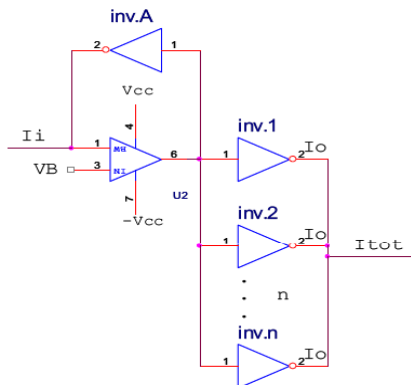 inv.A
2 1
Vcc
4
Ii
1 6
VB 3 NI
U2
7
-Vcc
inv.1
1 2 Io
inv.2
1 2 Io
Itot
n
inv.n
1 2 Io